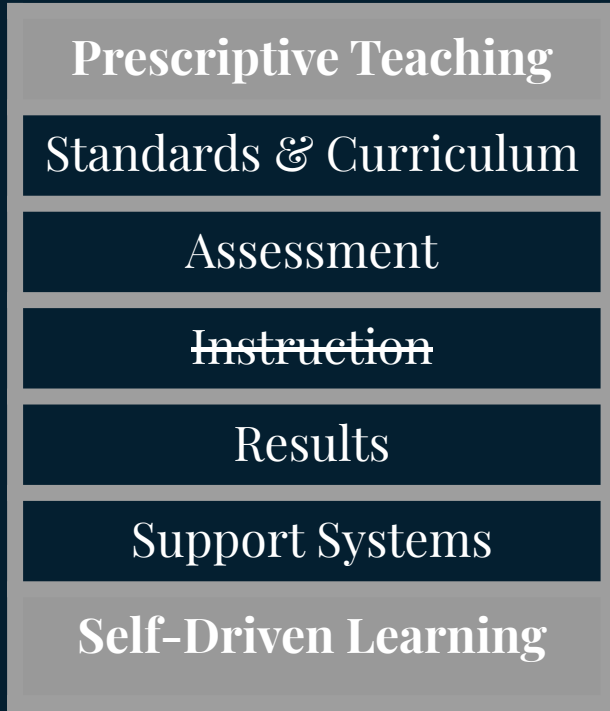 Prescriptive Teaching
Standards & Curriculum
Assessment
Instruction
Results
Support Systems
Self-Driven Learning